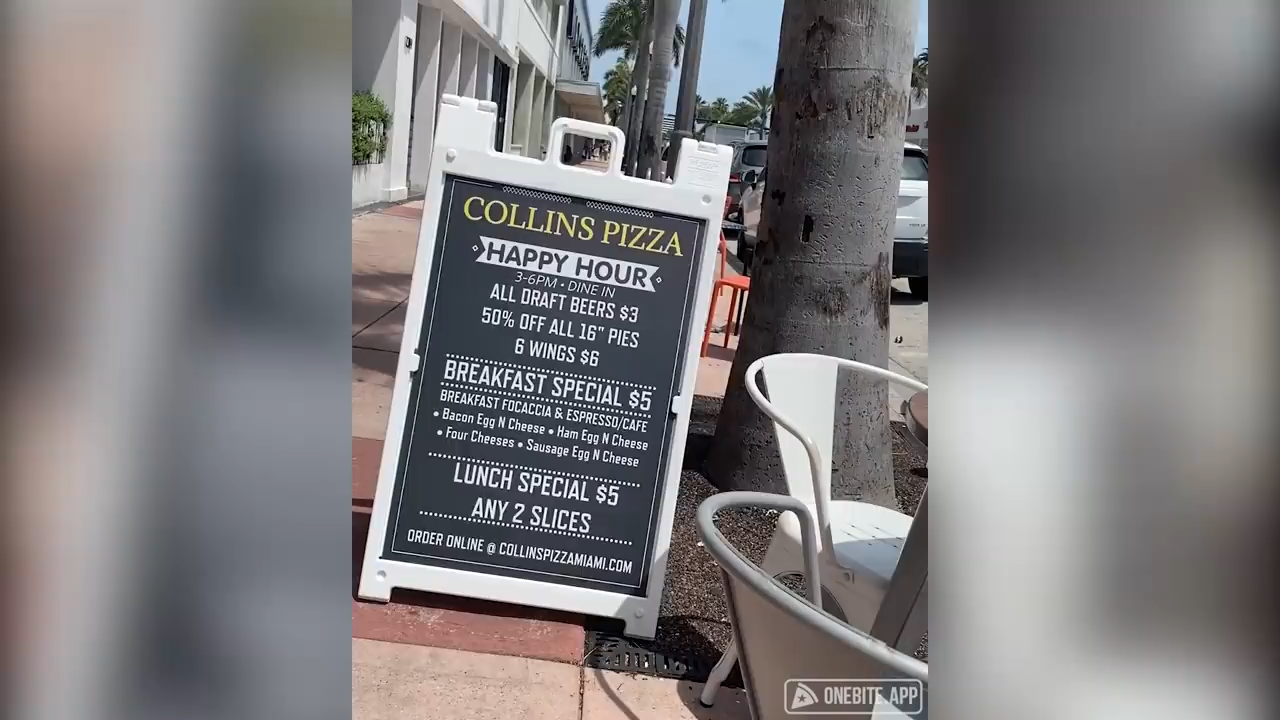 COLLINS PIZZA
HAPPY HOUR
3-6PM • DINE IN
ALL DRAFT BEERS $3
50% OFF ALL 16" PIES
6 WINGS $6
BREAKFAST SPECIAL $5
BREAKFAST FOCACCIA & ESPRESSO/CAFE
• Bacon Egg N Cheese • Ham Egg N Cheese
• Four Cheeses • Sausage Egg N Cheese
LUNCH SPECIAL $5
ANY 2 SLICES
ORDER ONLINE @ COLLINSPIZZAMIAMI.COM
ONEBITE.APP